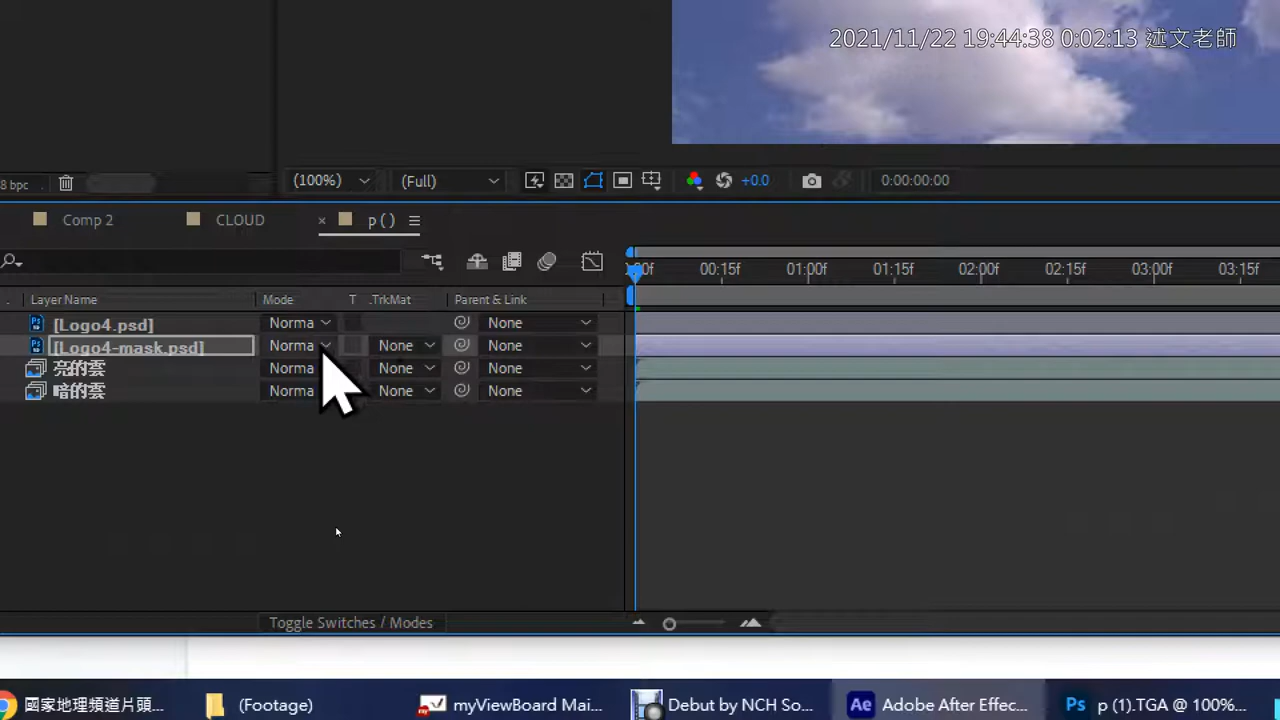 2021/11/22 19:44:38 0:02:13 述文老師
8 bpc
(100%) (Full) +0.0 0:00:00:00
Comp 2 CLOUD × p ( )
00f 00:15f 01:00f 01:15f 02:00f 02:15f 03:00f 03:15f
. Layer Name Mode T .TrkMat Parent & Link
[Logo4.psd] Norma None
[Logo4-mask.psd] Norma None None
亮的雲 Norma None None
暗的雲 Norma None None
Toggle Switches / Modes
國家地理頻道片頭... (Footage) myViewBoard Mai... Debut by NCH So... Ae Adobe After Effec... Ps p (1).TGA @ 100%...